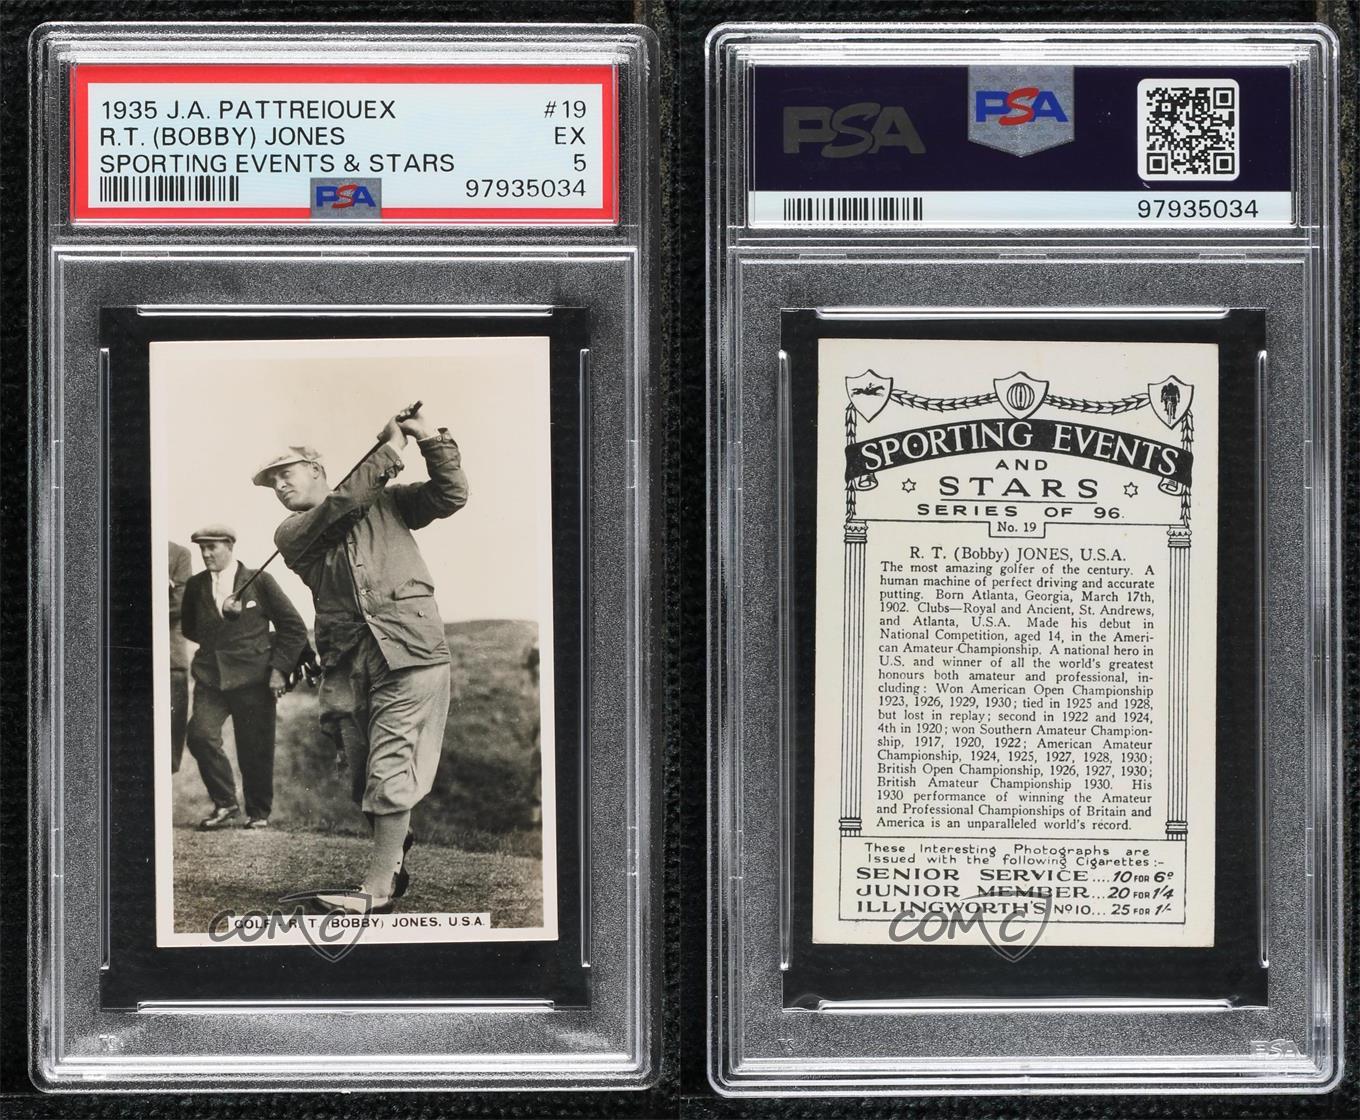 1935 J.A. PATTREIOUEX #19
R.T. (BOBBY) JONES EX
SPORTING EVENTS & STARS 5
PSA 97935034
GOLF R. T. (BOBBY) JONES, U.S.A.
COMC
PSA PSA
97935034
SPORTING EVENTS
AND
STARS
SERIES OF 96.
No. 19
R. T. (Bobby) JONES, U.S.A.
The most amazing golfer of the century. A
human machine of perfect driving and accurate
putting. Born Atlanta, Georgia, March 17th,
1902. Clubs—Royal and Ancient, St. Andrews,
and Atlanta, U.S.A. Made his debut in
National Competition, aged 14, in the Ameri-
can Amateur Championship. A national hero in
U.S. and winner of all the world's greatest
honours both amateur and professional, in-
cluding: Won American Open Championship
1923, 1926, 1929, 1930; tied in 1925 and 1928,
but lost in replay; second in 1922 and 1924,
4th in 1920; won Southern Amateur Champion-
ship, 1917, 1920, 1922; American Amateur
Championship, 1924, 1925, 1927, 1928, 1930;
British Open Championship, 1926, 1927, 1930;
British Amateur Championship 1930. His
1930 performance of winning the Amateur
and Professional Championships of Britain and
America is an unparalleled world's record.
These Interesting Photographs are
Issued with the following Cigarettes:-
SENIOR SERVICE.... 10 FOR 6D
JUNIOR MEMBER... 20 FOR 1/4
ILLINGWORTH'S No 10... 25 FOR 1/-
COMC
PSA